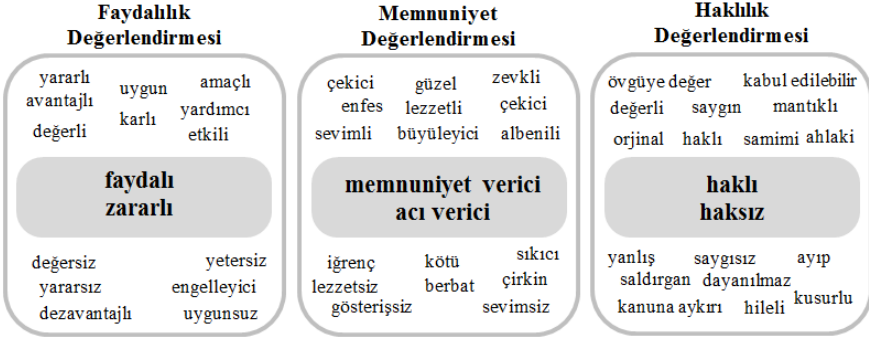 Faydalılık
Değerlendirmesi
yararlı uygun amaçlı
avantajlı yardımcı
değerli karlı etkili
faydalı
zararlı
değersiz yetersiz
yararsız engelleyici
dezavantajlı uygunsuz
Memnuniyet
Değerlendirmesi
çekici güzel zevkli
enfes lezzetli çekici
sevimli büyüleyici albenili
memnuniyet verici
acı verici
iğrenç kötü sıkıcı
lezzetsiz berbat çirkin
gösterişsiz sevimsiz
Haklılık
Değerlendirmesi
övgüye değer kabul edilebilir
değerli saygın mantıklı
orjinal haklı samimi ahlaki
haklı
haksız
yanlış saygısız ayıp
saldırgan dayanılmaz
kanuna aykırı hileli kusurlu